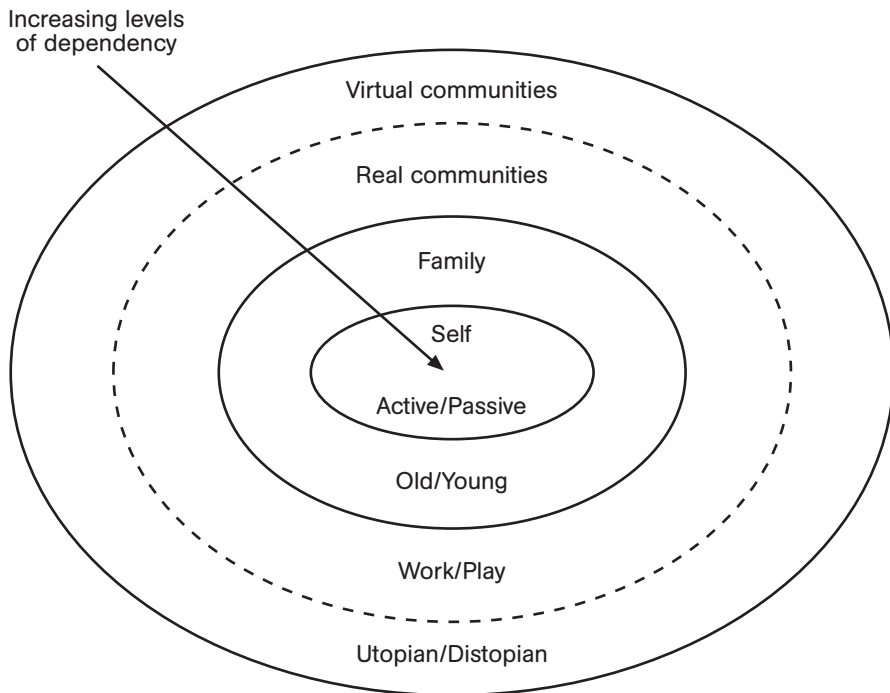 Increasing levels
of dependency
Virtual communities
Real communities
Family
Self
Active/Passive
Old/Young
Work/Play
Utopian/Distopian